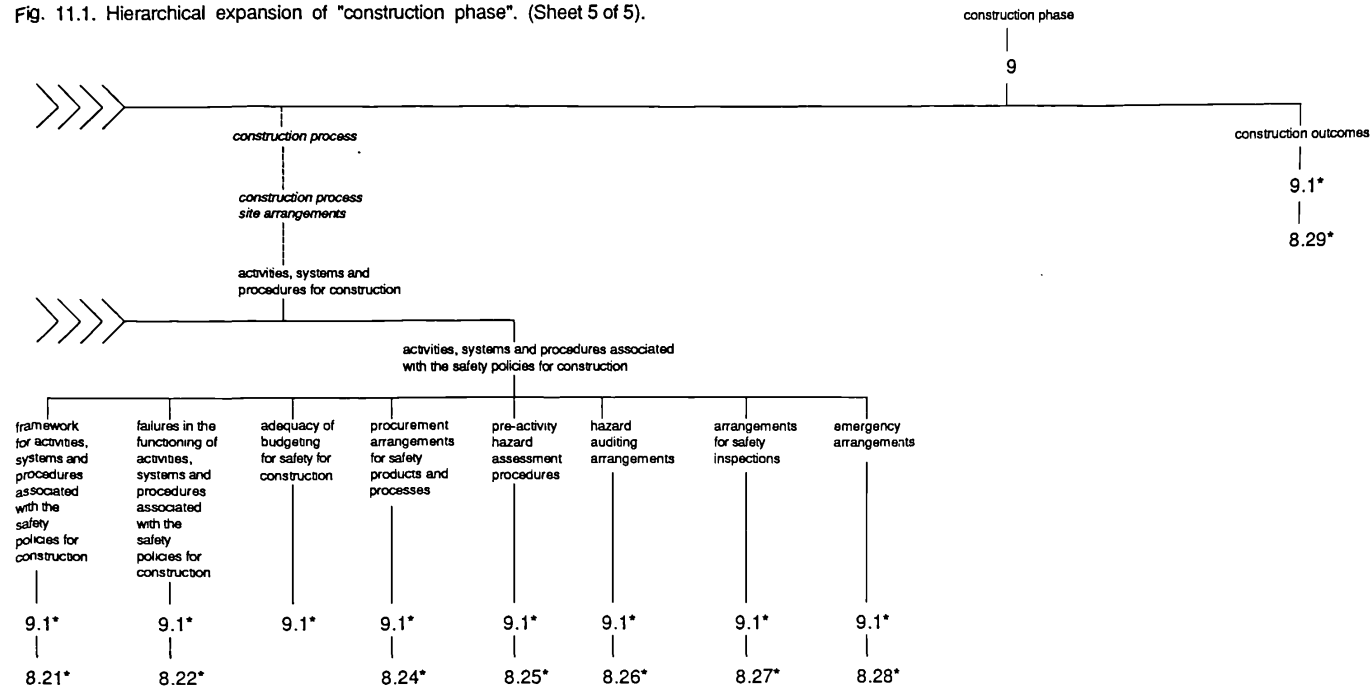 Fig. 11.1. Hierarchical expansion of "construction phase". (Sheet 5 of 5).
construction phase
9
construction process
construction outcomes
9.1*
8.29*
construction process
site arrangements
activities, systems and
procedures for construction
activities, systems and procedures associated
with the safety policies for construction
framework
for activities,
systems and
procedures
associated
with the
safety
policies for
construction
failures in the
functioning of
activities,
systems and
procedures
associated
with the
safety
policies for
construction
adequacy of
budgeting
for safety for
construction
procurement
arrangements
for safety
products and
processes
pre-activity
hazard
assessment
procedures
hazard
auditing
arrangements
arrangements
for safety
inspections
emergency
arrangements
9.1*
9.1*
9.1*
9.1*
9.1*
9.1*
9.1*
9.1*
8.21*
8.22*
8.24*
8.25*
8.26*
8.27*
8.28*